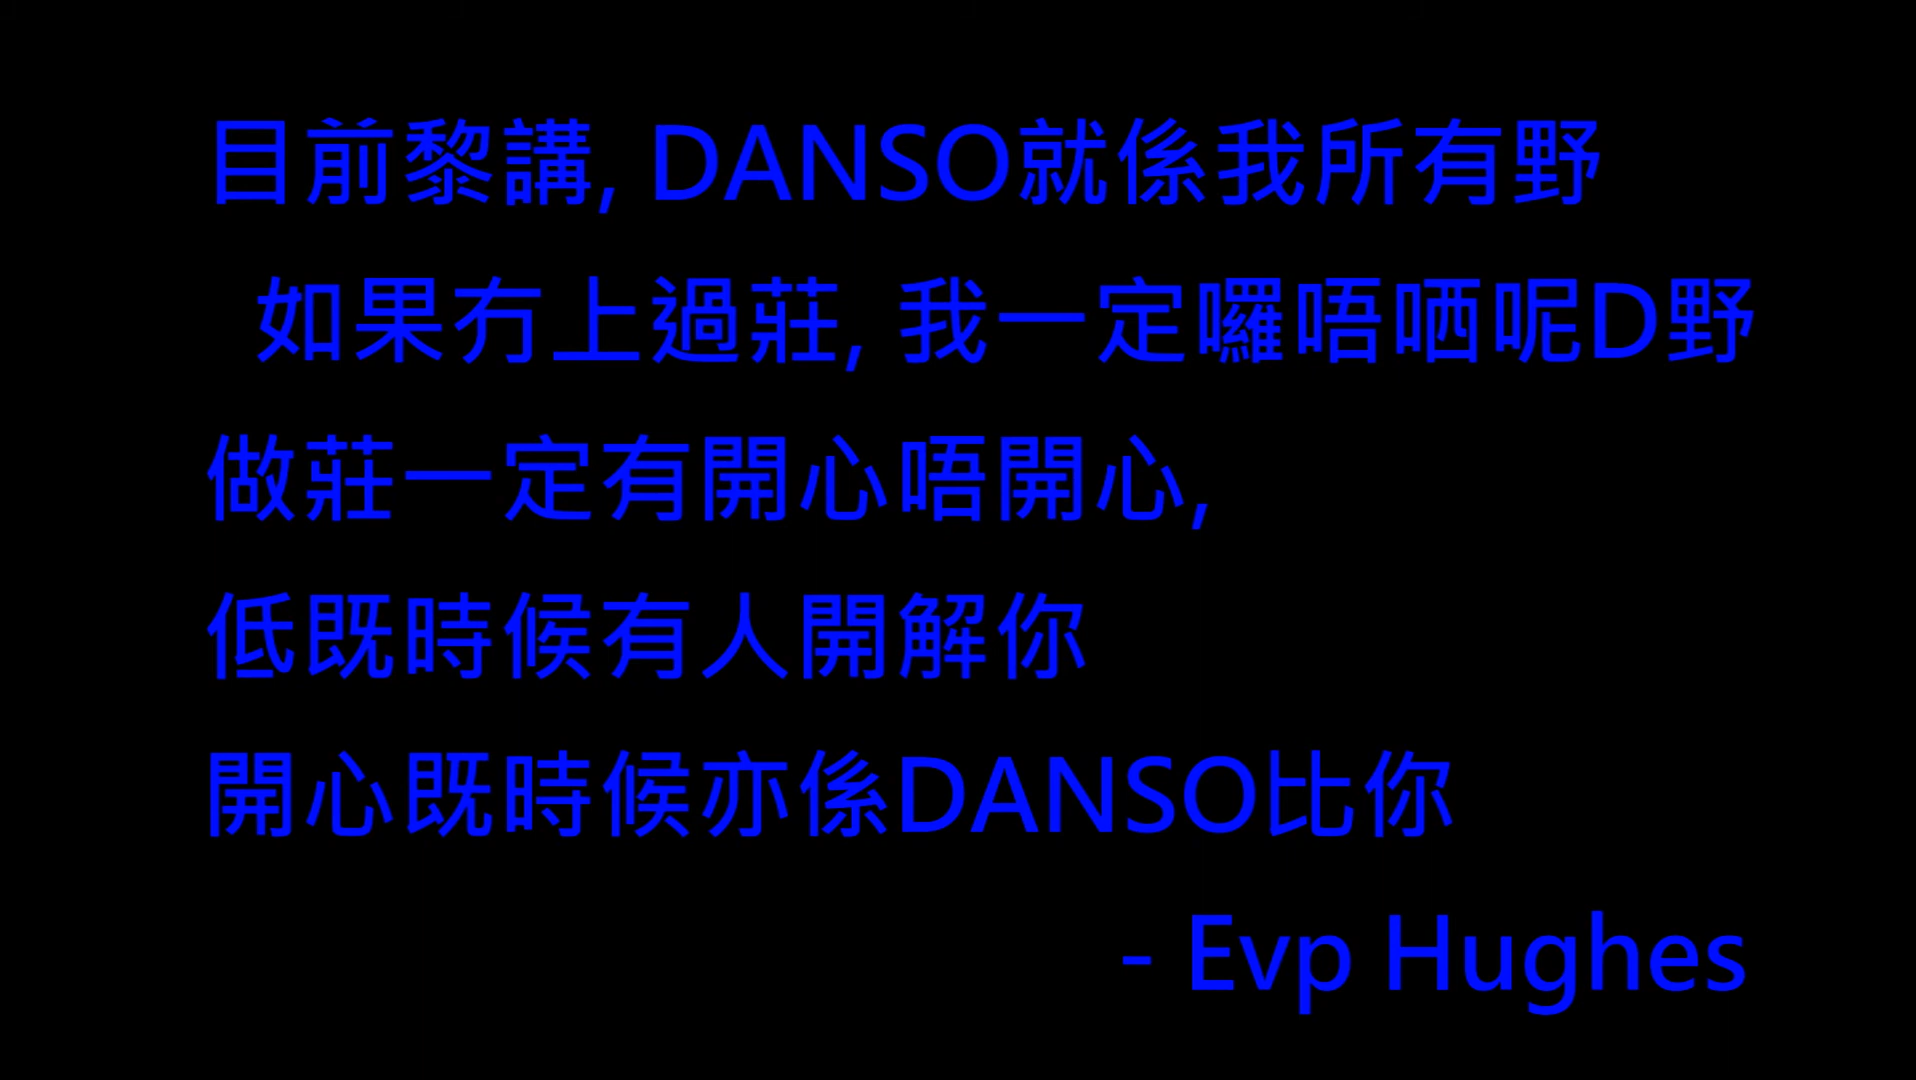 目前黎講, DANSO就係我所有野
如果冇上過莊, 我一定囉唔哂呢D野
做莊一定有開心唔開心,
低既時候有人開解你
開心既時候亦係DANSO比你
- Evp Hughes